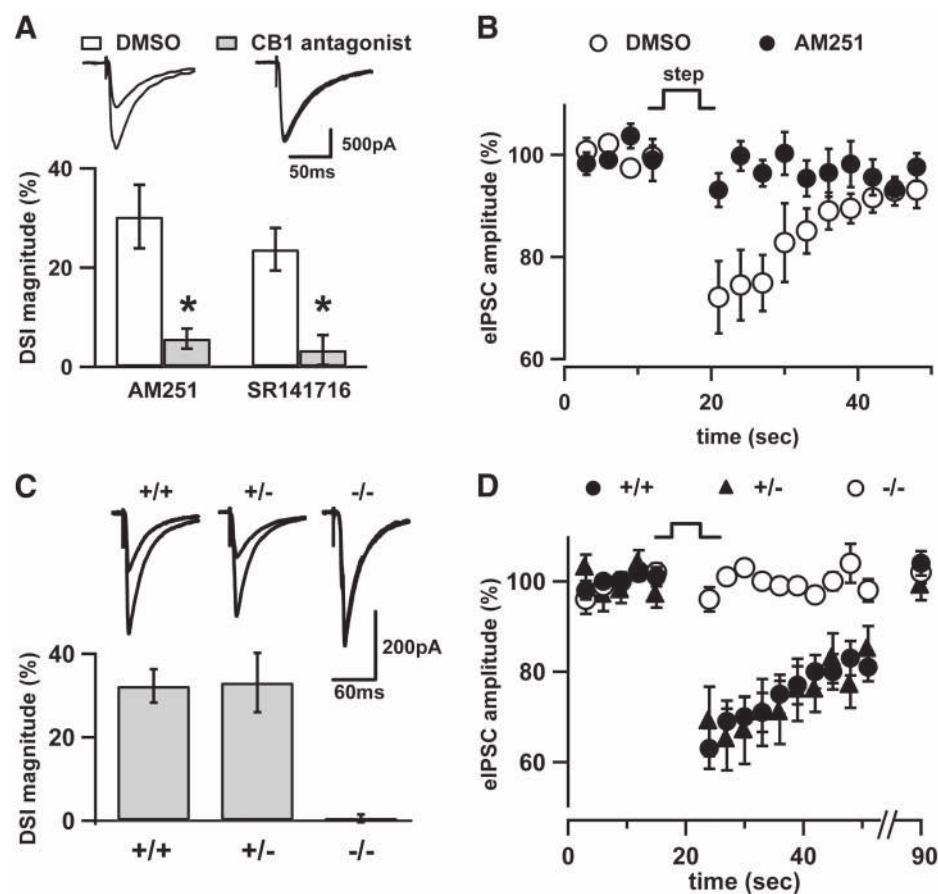 A
DMSO CB1 antagonist
500pA
50ms
DSI magnitude (%)
40
20
0
* *
AM251 SR141716
B
DMSO AM251
step
eIPSC amplitude (%)
100
80
60
0 20 40
time (sec)
C
+/+ +/- -/-
200pA
60ms
DSI magnitude (%)
40
20
0
+/+ +/- -/-
D
+/+ +/- -/-
eIPSC amplitude (%)
100
80
60
0 20 40 90
time (sec)